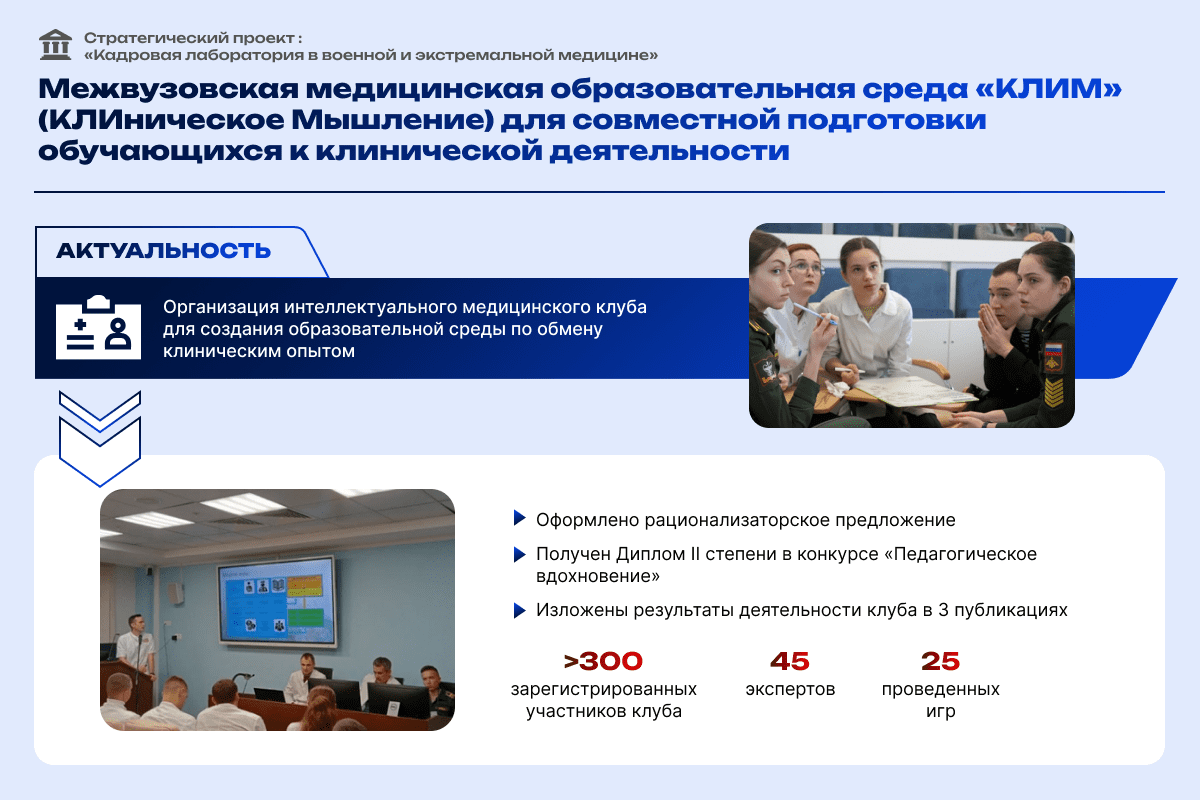 Стратегический проект :
«Кадровая лаборатория в военной и экстремальной медицине»
Межвузовская медицинская образовательная среда «КЛИМ»
(КЛИническое Мышление) для совместной подготовки
обучающихся к клинической деятельности
АКТУАЛЬНОСТЬ
Организация интеллектуального медицинского клуба
для создания образовательной среды по обмену
клиническим опытом
Оформлено рационализаторское предложение
Получен Диплом II степени в конкурсе «Педагогическое
вдохновение»
Изложены результаты деятельности клуба в 3 публикациях
>300
зарегистрированных
участников клуба
45
экспертов
25
проведенных
игр